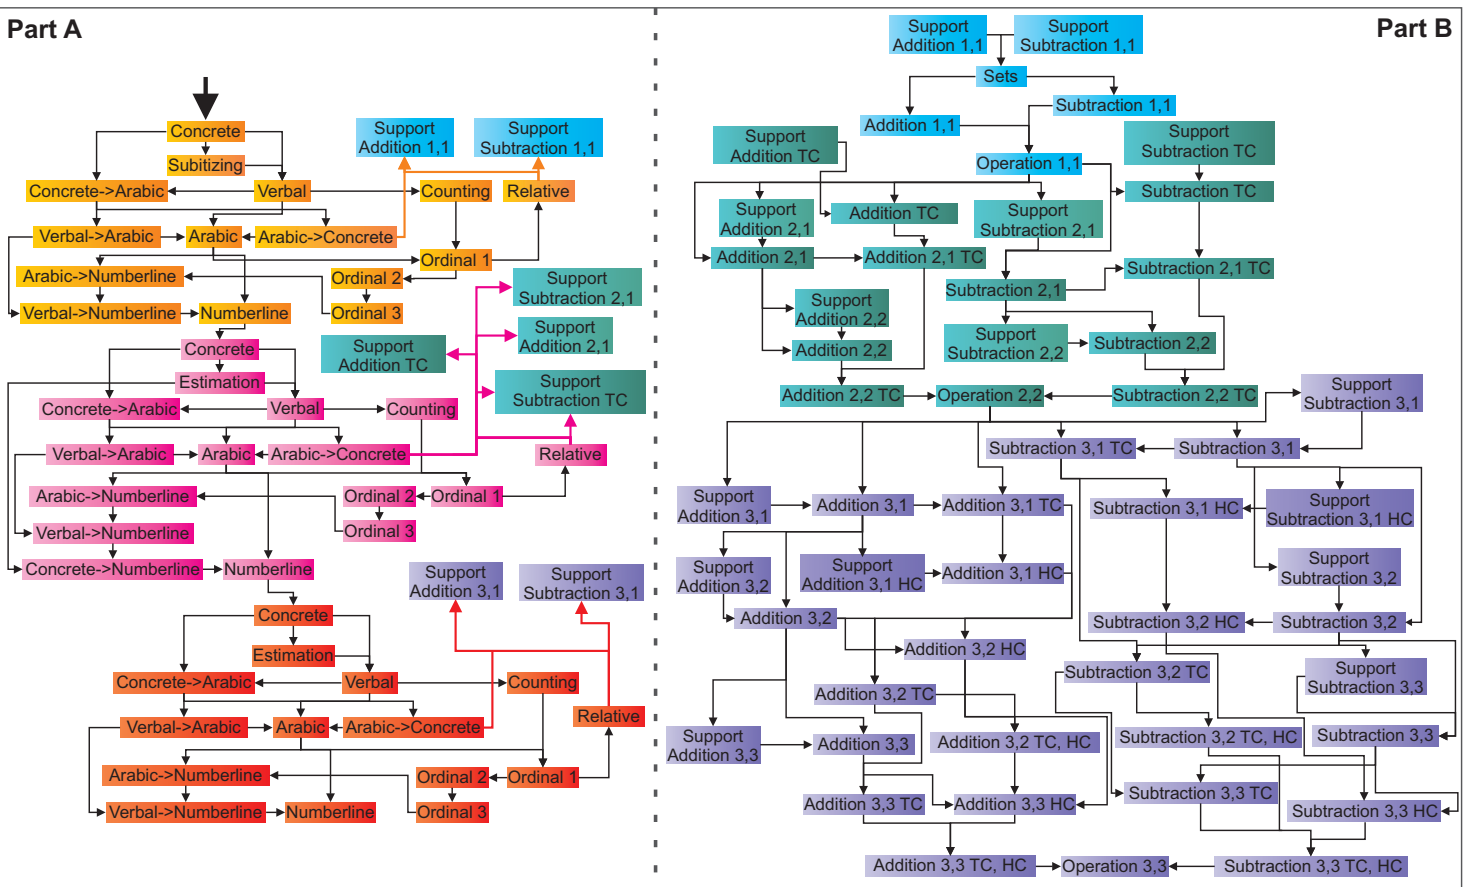 Part A
Concrete
Support
Addition 1,1
Support
Subtraction 1,1
Subitizing
Concrete->Arabic
Verbal
Counting
Relative
Verbal->Arabic
Arabic
Arabic->Concrete
Ordinal 1
Arabic->Numberline
Ordinal 2
Verbal->Numberline
Numberline
Ordinal 3
Support
Subtraction 2,1
Support
Addition 2,1
Support
Addition TC
Support
Subtraction TC
Concrete
Estimation
Concrete->Arabic
Verbal
Counting
Verbal->Arabic
Arabic
Arabic->Concrete
Relative
Arabic->Numberline
Ordinal 2
Ordinal 1
Verbal->Numberline
Ordinal 3
Concrete->Numberline
Numberline
Support
Addition 3,1
Support
Subtraction 3,1
Concrete
Estimation
Concrete->Arabic
Verbal
Counting
Verbal->Arabic
Arabic
Arabic->Concrete
Relative
Arabic->Numberline
Ordinal 2
Ordinal 1
Verbal->Numberline
Numberline
Ordinal 3
Part B
Support
Addition 1,1
Support
Subtraction 1,1
Sets
Subtraction 1,1
Addition 1,1
Support
Addition TC
Support
Subtraction TC
Operation 1,1
Subtraction TC
Support
Addition 2,1
Addition TC
Support
Subtraction 2,1
Addition 2,1
Addition 2,1 TC
Subtraction 2,1 TC
Subtraction 2,1
Support
Addition 2,2
Support
Subtraction 2,2
Subtraction 2,2
Addition 2,2
Addition 2,2 TC
Operation 2,2
Subtraction 2,2 TC
Support
Subtraction 3,1
Subtraction 3,1 TC
Subtraction 3,1
Support
Addition 3,1
Addition 3,1
Addition 3,1 TC
Subtraction 3,1 HC
Support
Subtraction 3,1 HC
Support
Addition 3,2
Support
Addition 3,1 HC
Addition 3,1 HC
Support
Subtraction 3,2
Addition 3,2
Subtraction 3,2 HC
Subtraction 3,2
Addition 3,2 HC
Subtraction 3,2 TC
Support
Subtraction 3,3
Addition 3,2 TC
Support
Addition 3,3
Addition 3,3
Addition 3,2 TC, HC
Subtraction 3,2 TC, HC
Subtraction 3,3
Addition 3,3 TC
Addition 3,3 HC
Subtraction 3,3 TC
Subtraction 3,3 HC
Addition 3,3 TC, HC
Operation 3,3
Subtraction 3,3 TC, HC